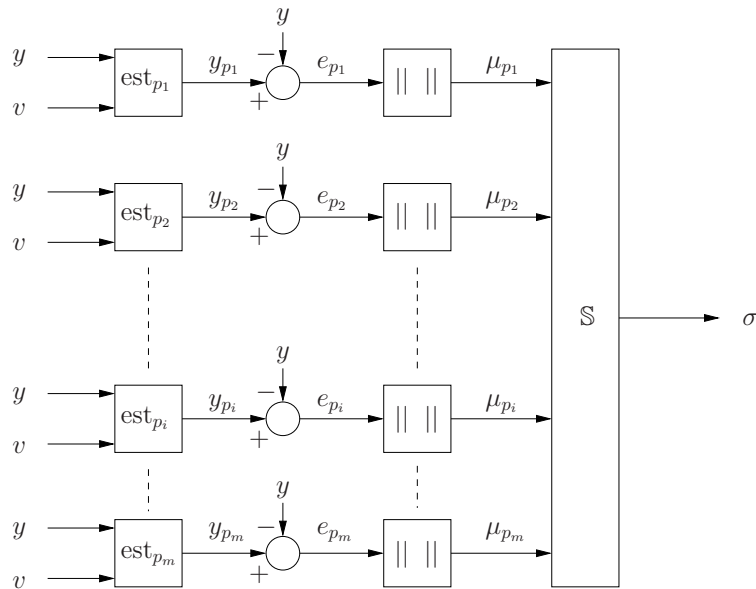 y
y − e_{p_1} μ_{p_1}
est_{p_1} y_{p_1} || ||
v +
y
y − e_{p_2} μ_{p_2}
est_{p_2} y_{p_2} || ||
v +
𝕊 σ
y
y − e_{p_i} μ_{p_i}
est_{p_i} y_{p_i} || ||
v +
y
y − e_{p_m} μ_{p_m}
est_{p_m} y_{p_m} || ||
v +